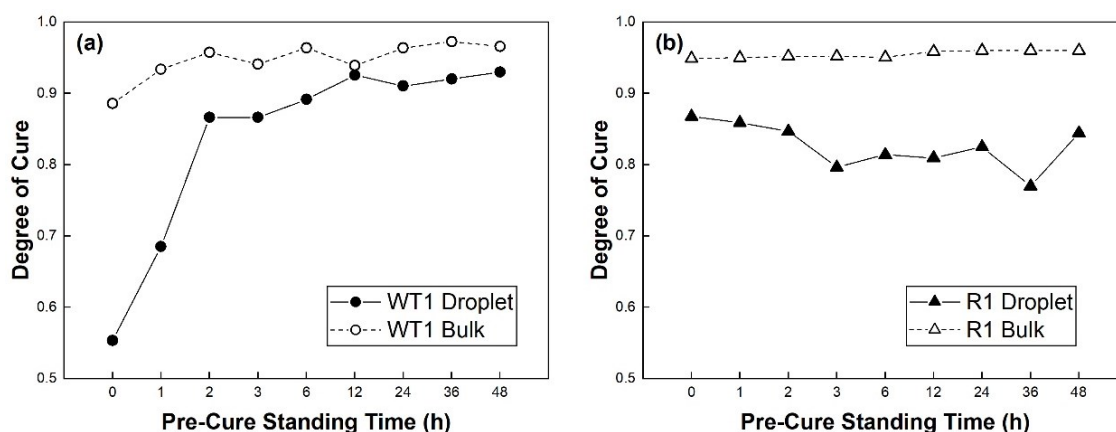 (a)
Degree of Cure
1.0
0.9
0.8
0.7
0.6
0.5
WT1 Droplet
WT1 Bulk
0 1 2 3 6 12 24 36 48
Pre-Cure Standing Time (h)
(b)
Degree of Cure
1.0
0.9
0.8
0.7
0.6
0.5
R1 Droplet
R1 Bulk
0 1 2 3 6 12 24 36 48
Pre-Cure Standing Time (h)